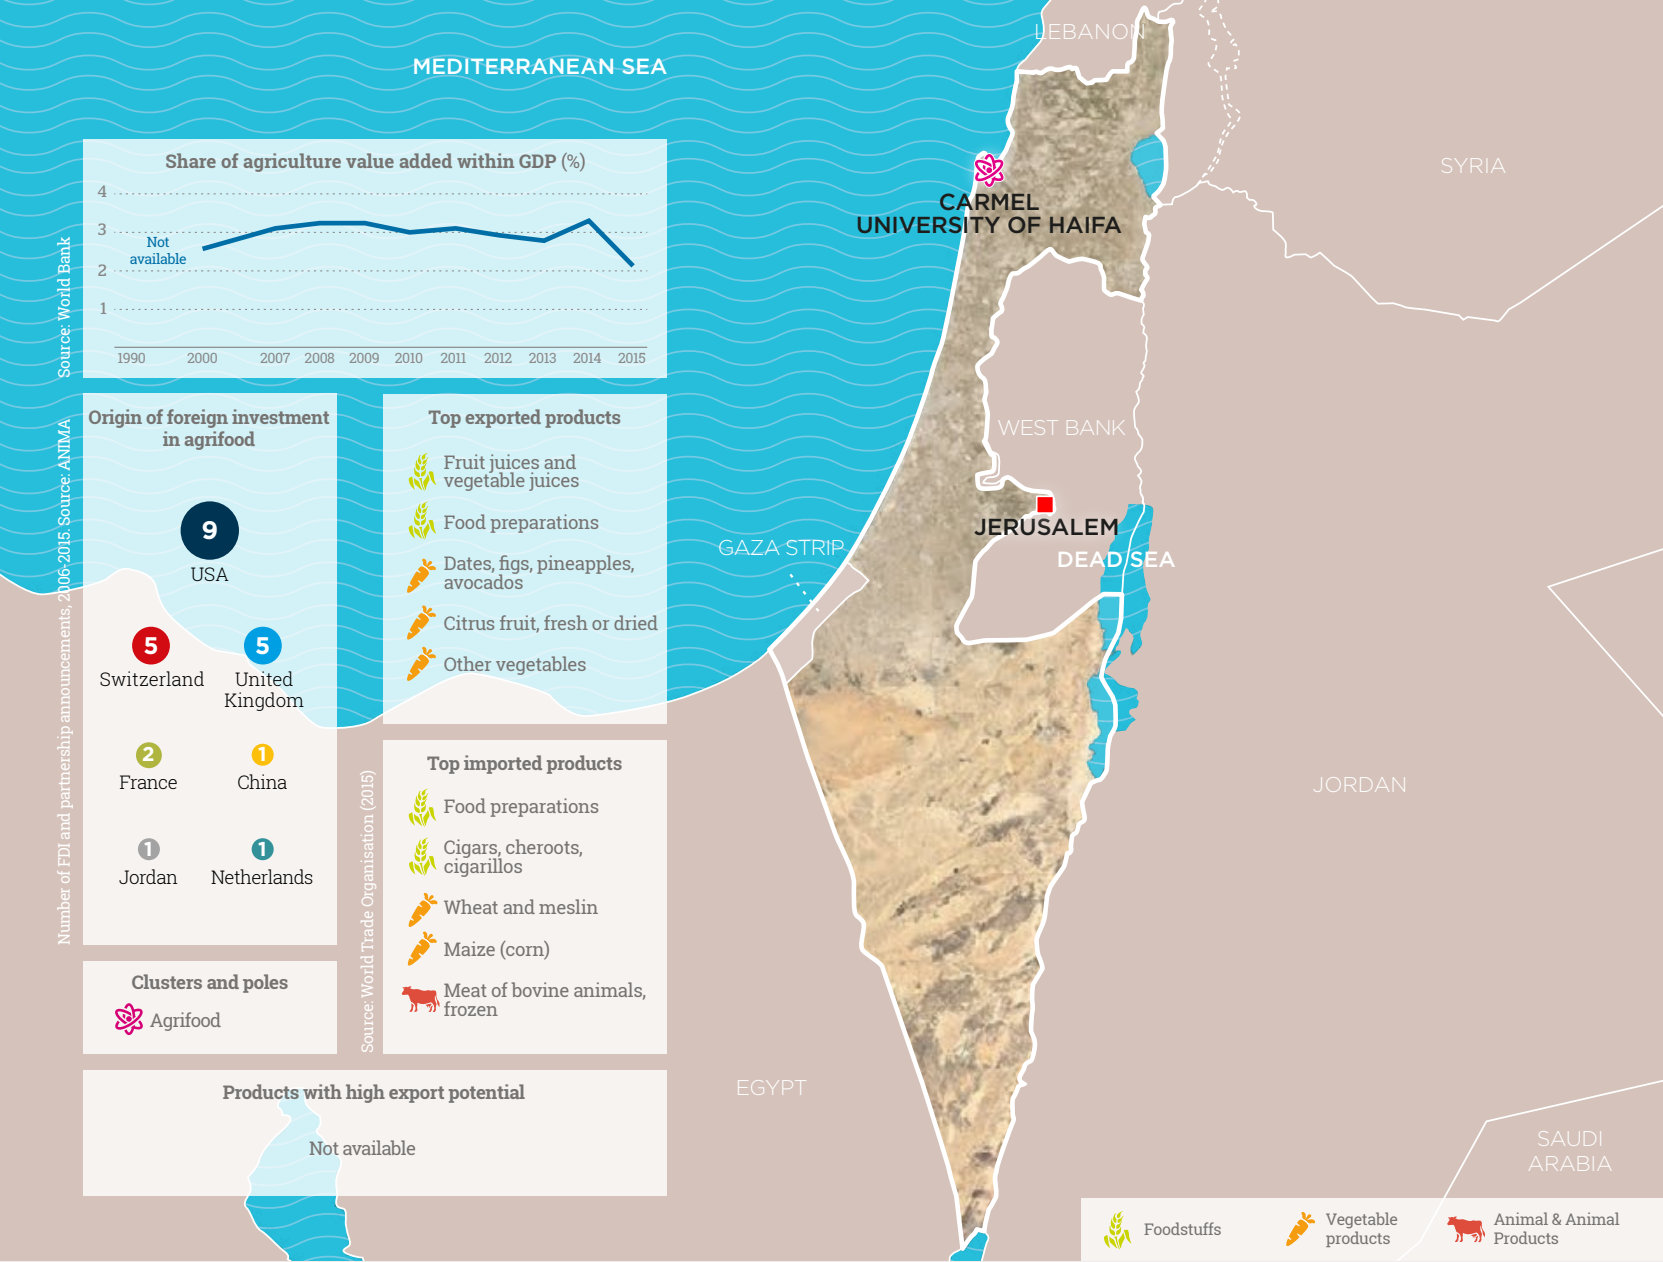 MEDITERRANEAN SEA
LEBANON
SYRIA
Share of agriculture value added within GDP (%)
4
3
2
1
Not
available
1990 2000 2007 2008 2009 2010 2011 2012 2013 2014 2015
Source: World Bank
CARMEL
UNIVERSITY OF HAIFA
WEST BANK
JERUSALEM
DEAD SEA
GAZA STRIP
JORDAN
EGYPT
SAUDI
ARABIA
Origin of foreign investment
in agrifood
9
USA
5
Switzerland
5
United
Kingdom
2
France
1
China
1
Jordan
1
Netherlands
Number of FDI and partnership announcements, 2006-2015. Source: ANIMA
Top exported products
Fruit juices and
vegetable juices
Food preparations
Dates, figs, pineapples,
avocados
Citrus fruit, fresh or dried
Other vegetables
Top imported products
Food preparations
Cigars, cheroots,
cigarillos
Wheat and meslin
Maize (corn)
Meat of bovine animals,
frozen
Source: World Trade Organisation (2015)
Clusters and poles
Agrifood
Products with high export potential
Not available
Foodstuffs
Vegetable
products
Animal & Animal
Products